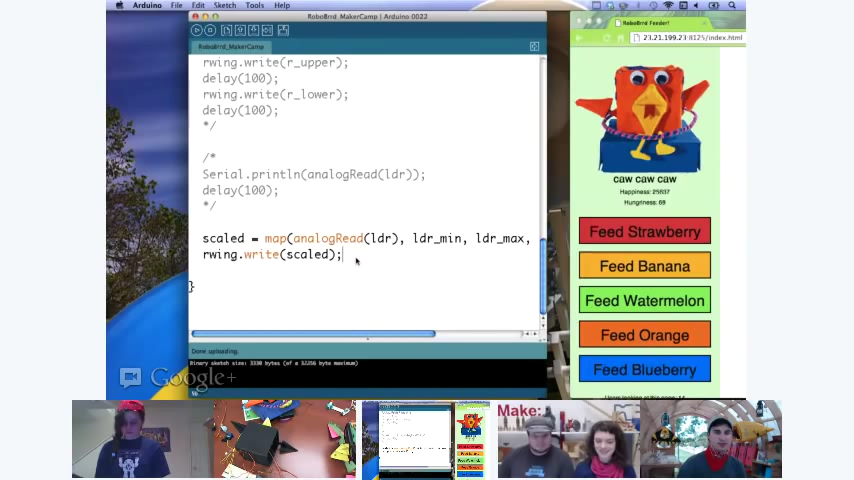 Arduino File Edit Sketch Tools Help
RoboBrrd_MakerCamp | Arduino 0022
RoboBrrd_MakerCamp
rwing.write(r_upper);
delay(100);
rwing.write(r_lower);
delay(100);
*/
/*
Serial.println(analogRead(ldr));
delay(100);
*/
scaled = map(analogRead(ldr), ldr_min, ldr_max,
rwing.write(scaled);
}
Done uploading.
Binary sketch size: 3330 bytes (of a 32256 byte maximum)
Google+
RoboBrrd Feeder!
23.21.199.23:8125/index.html
caw caw caw
Happiness: 25637
Hungriness: 68
Feed Strawberry
Feed Banana
Feed Watermelon
Feed Orange
Feed Blueberry
Make: